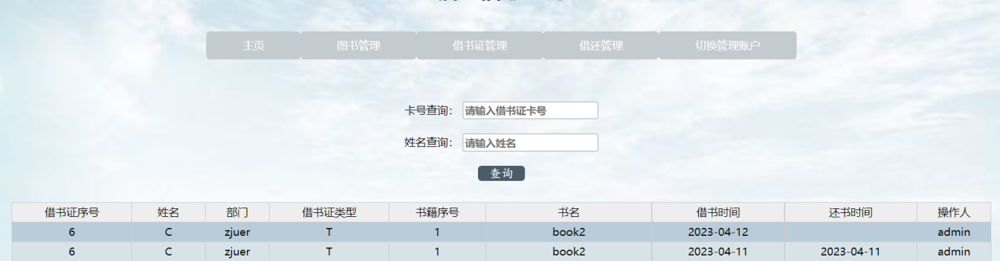 主页 图书管理 借书证管理 借还管理 切换管理账户
卡号查询： 请输入借书证卡号
姓名查询： 请输入姓名
查询
借书证序号 姓名 部门 借书证类型 书籍序号 书名 借书时间 还书时间 操作人
6 C zjuer T 1 book2 2023-04-12 admin
6 C zjuer T 1 book2 2023-04-11 2023-04-11 admin